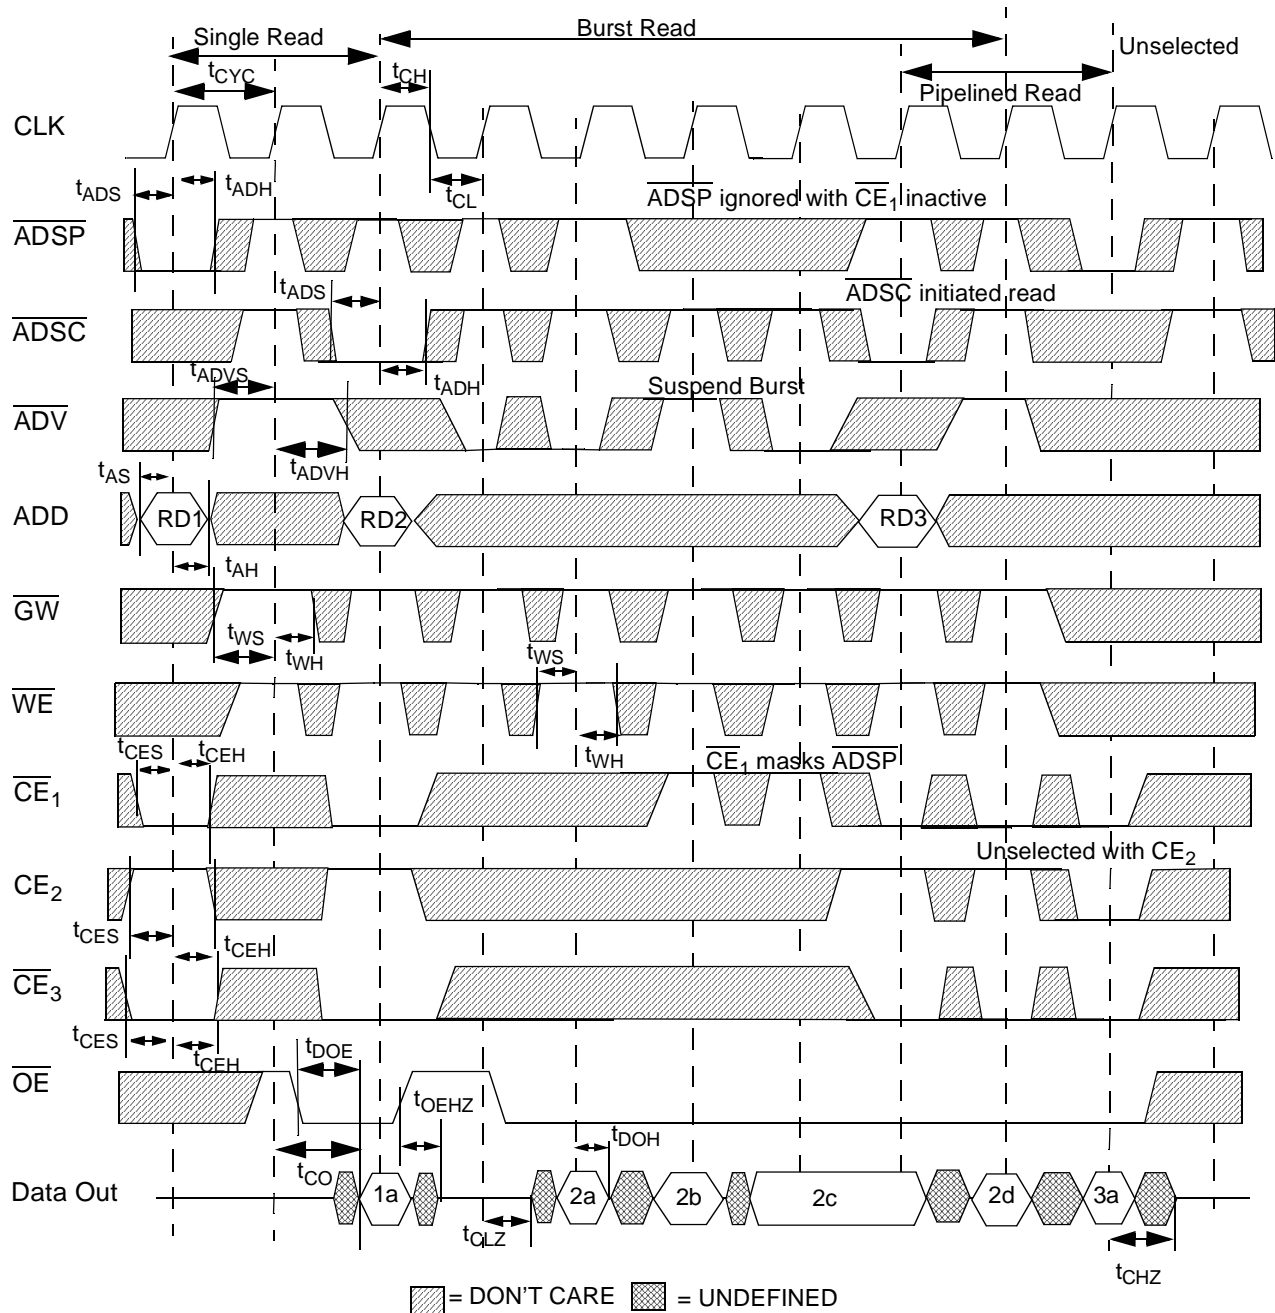 Single Read
Burst Read
Unselected
tCYC
tCH
Pipelined Read
CLK
tADS
tADH
tCL
ADSP ignored with CE1 inactive
ADSP
tADS
ADSC initiated read
ADSC
tADVS
tADH
Suspend Burst
ADV
tADVH
tAS
ADD
RD1
RD2
RD3
tAH
GW
tWS
tWH
tWS
WE
tWH
tCES
tCEH
CE1 masks ADSP
CE1
Unselected with CE2
CE2
tCES
tCEH
CE3
tCES
tCEH
tDOE
OE
tOEHZ
tCO
tDOH
Data Out
1a
2a
2b
2c
2d
3a
tCLZ
tCHZ
= DON'T CARE
= UNDEFINED